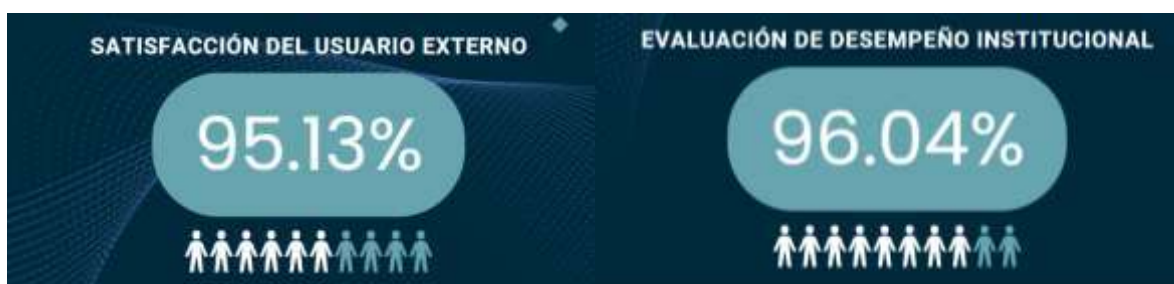 SATISFACCIÓN DEL USUARIO EXTERNO
95.13%
EVALUACIÓN DE DESEMPEÑO INSTITUCIONAL
96.04%